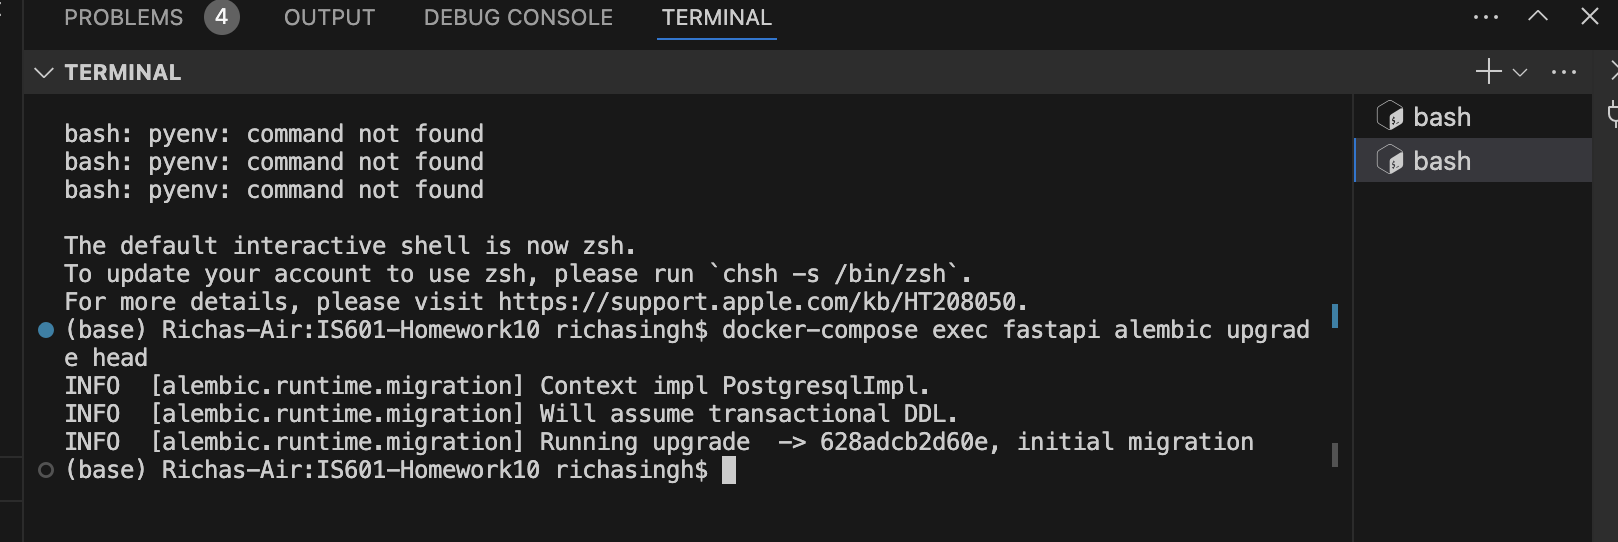 PROBLEMS 4 OUTPUT DEBUG CONSOLE TERMINAL
TERMINAL
bash: pyenv: command not found
bash: pyenv: command not found
bash: pyenv: command not found
The default interactive shell is now zsh.
To update your account to use zsh, please run `chsh -s /bin/zsh`.
For more details, please visit https://support.apple.com/kb/HT208050.
(base) Richas-Air:IS601-Homework10 richasingh$ docker-compose exec fastapi alembic upgrad
e head
INFO  [alembic.runtime.migration] Context impl PostgresqlImpl.
INFO  [alembic.runtime.migration] Will assume transactional DDL.
INFO  [alembic.runtime.migration] Running upgrade  -> 628adcb2d60e, initial migration
(base) Richas-Air:IS601-Homework10 richasingh$
bash
bash